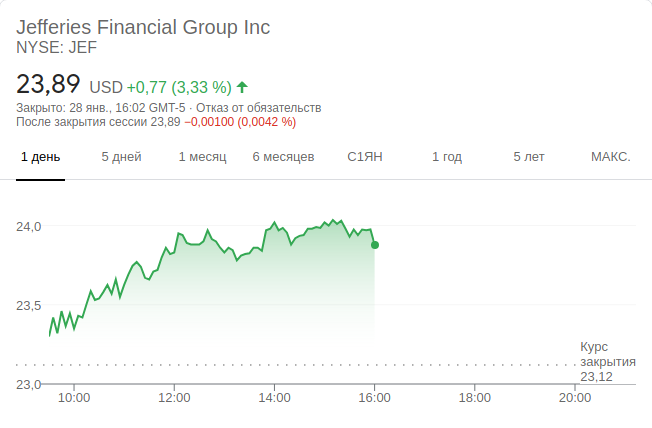 Jefferies Financial Group Inc
NYSE: JEF
23,89 USD +0,77 (3,33 %)
Закрыто: 28 янв., 16:02 GMT-5 · Отказ от обязательств
После закрытия сессии 23,89 −0,00100 (0,0042 %)
1 день 5 дней 1 месяц 6 месяцев С1ЯН 1 год 5 лет МАКС.
24,0
23,5
Курс
закрытия
23,12
23,0
10:00 12:00 14:00 16:00 18:00 20:00